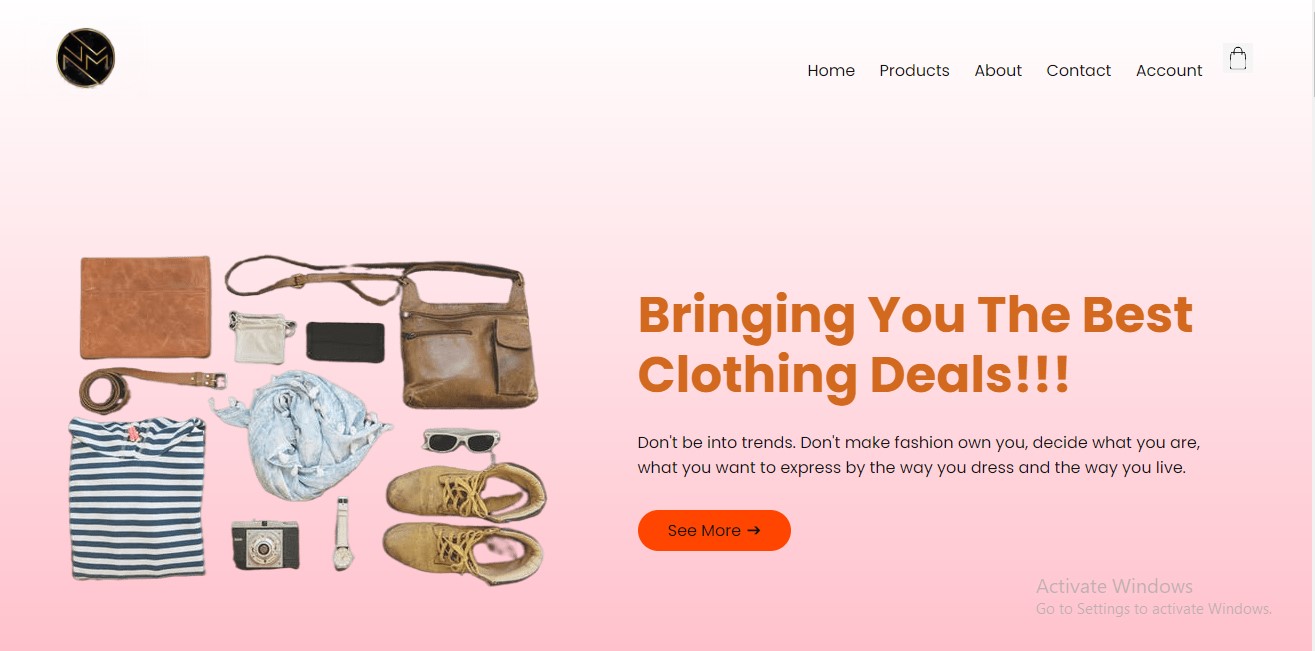 NMM
Home Products About Contact Account
Bringing You The Best
Clothing Deals!!!
Don't be into trends. Don't make fashion own you, decide what you are,
what you want to express by the way you dress and the way you live.
See More ➔
Activate Windows
Go to Settings to activate Windows.